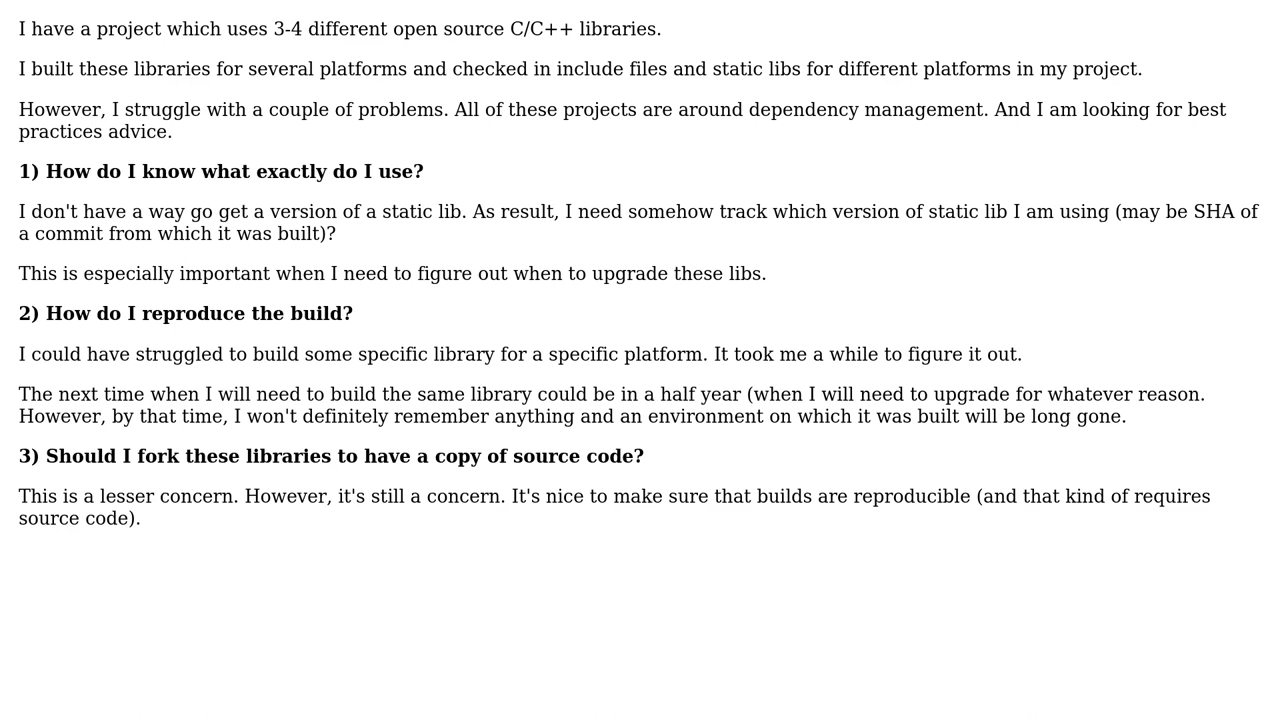 I have a project which uses 3-4 different open source C/C++ libraries.
I built these libraries for several platforms and checked in include files and static libs for different platforms in my project.
However, I struggle with a couple of problems. All of these projects are around dependency management. And I am looking for best
practices advice.
1) How do I know what exactly do I use?
I don't have a way go get a version of a static lib. As result, I need somehow track which version of static lib I am using (may be SHA of
a commit from which it was built)?
This is especially important when I need to figure out when to upgrade these libs.
2) How do I reproduce the build?
I could have struggled to build some specific library for a specific platform. It took me a while to figure it out.
The next time when I will need to build the same library could be in a half year (when I will need to upgrade for whatever reason.
However, by that time, I won't definitely remember anything and an environment on which it was built will be long gone.
3) Should I fork these libraries to have a copy of source code?
This is a lesser concern. However, it's still a concern. It's nice to make sure that builds are reproducible (and that kind of requires
source code).